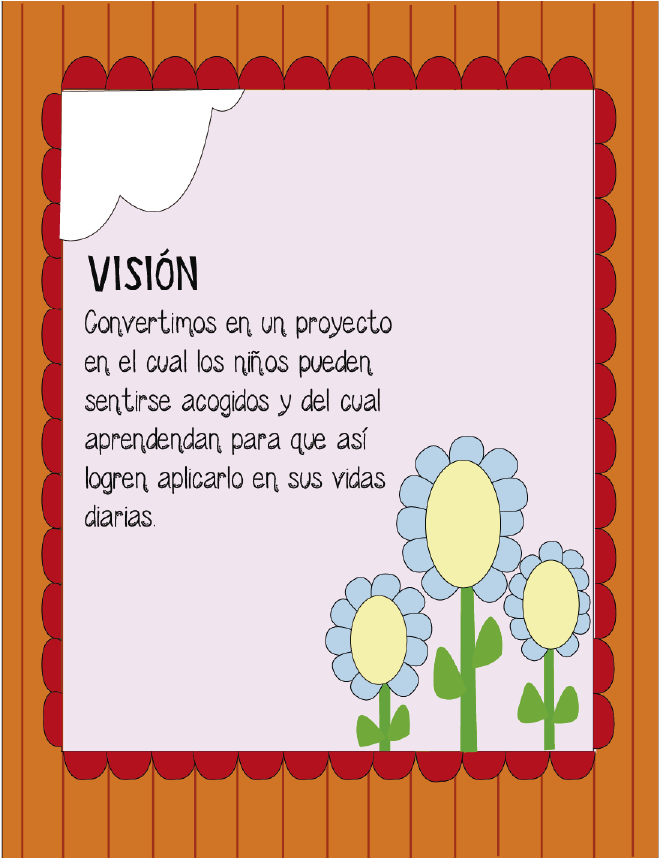 VISIÓN
Convertimos en un proyecto
en el cual los niños pueden
sentirse acogidos y del cual
aprendendan para que así
logren aplicarlo en sus vidas
diarias.